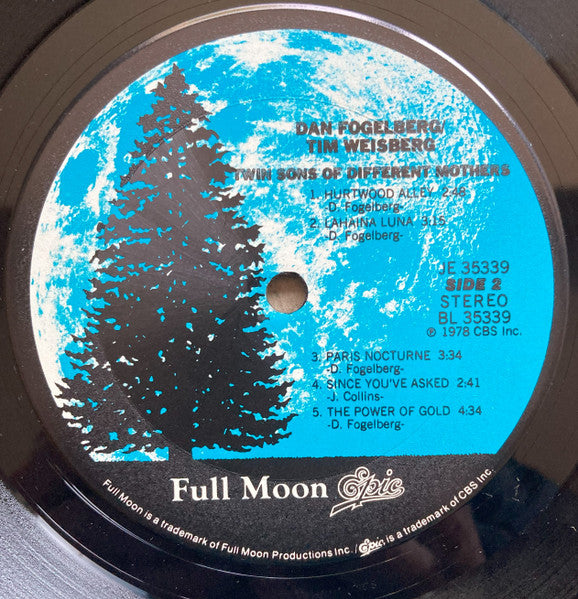 DAN FOGELBERG/
TIM WEISBERG
TWIN SONS OF DIFFERENT MOTHERS
1. HURTWOOD ALLEY 2:48
-D. Fogelberg-
2. LAHAINA LUNA 3:15
-D. Fogelberg-
JE 35339
SIDE 2
STEREO
BL 35339
℗ 1978 CBS Inc.
3. PARIS NOCTURNE 3:34
-D. Fogelberg-
4. SINCE YOU'VE ASKED 2:41
-J. Collins-
5. THE POWER OF GOLD 4:34
-D. Fogelberg-
Full Moon Epic
Full Moon is a trademark of Full Moon Productions Inc. / Epic is a trademark of CBS Inc.